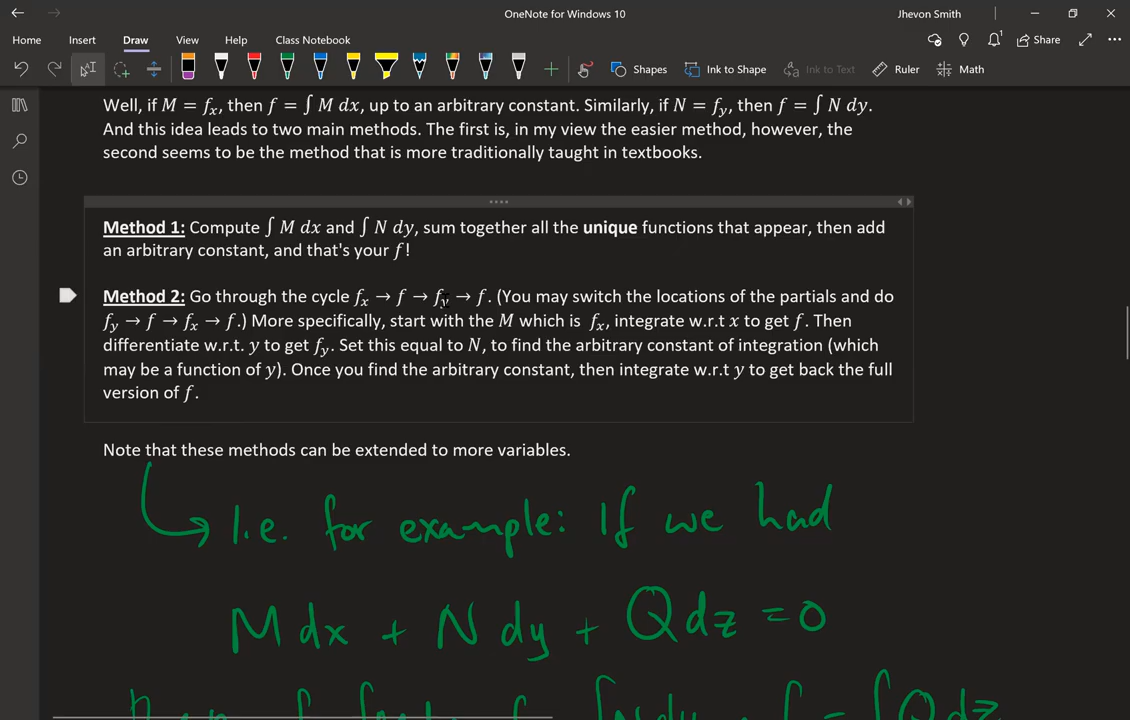 OneNote for Windows 10
Jhevon Smith
Home Insert Draw View Help Class Notebook
Share
Shapes Ink to Shape Ink to Text Ruler Math
Well, if M = fₓ, then f = ∫ M dx, up to an arbitrary constant. Similarly, if N = f_y, then f = ∫ N dy.
And this idea leads to two main methods. The first is, in my view the easier method, however, the
second seems to be the method that is more traditionally taught in textbooks.
Method 1: Compute ∫ M dx and ∫ N dy, sum together all the unique functions that appear, then add
an arbitrary constant, and that's your f!
Method 2: Go through the cycle fₓ → f → f_y → f. (You may switch the locations of the partials and do
f_y → f → fₓ → f.) More specifically, start with the M which is fₓ, integrate w.r.t x to get f. Then
differentiate w.r.t. y to get f_y. Set this equal to N, to find the arbitrary constant of integration (which
may be a function of y). Once you find the arbitrary constant, then integrate w.r.t y to get back the full
version of f.
Note that these methods can be extended to more variables.
I.e. for example: If we had
M dx + N dy + Q dz = 0